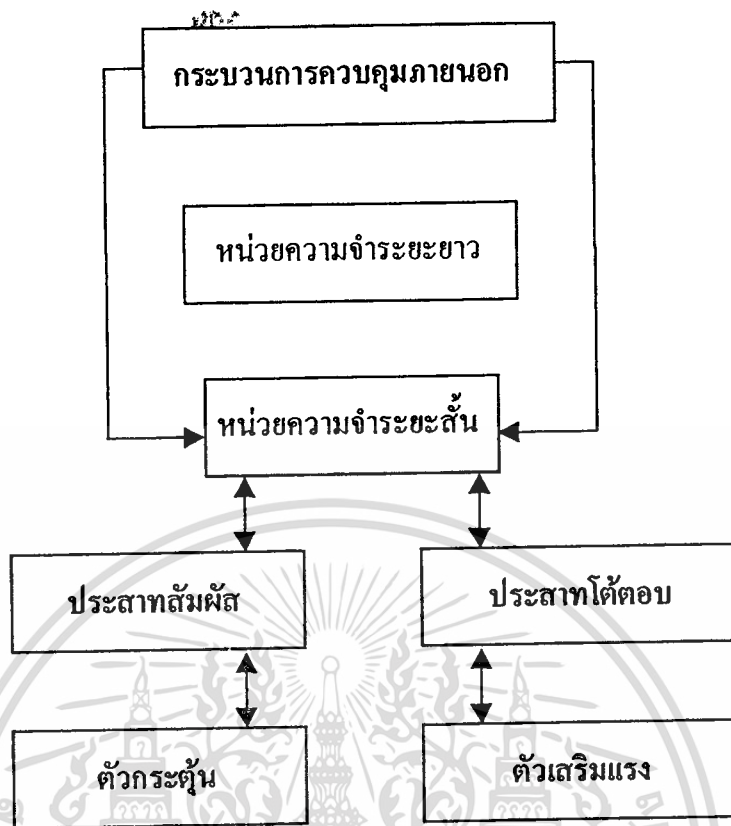 กระบวนการควบคุมภายนอก
หน่วยความจำระยะยาว
หน่วยความจำระยะสั้น
ประสาทสัมผัส
ประสาทโต้ตอบ
ตัวกระตุ้น
ตัวเสริมแรง